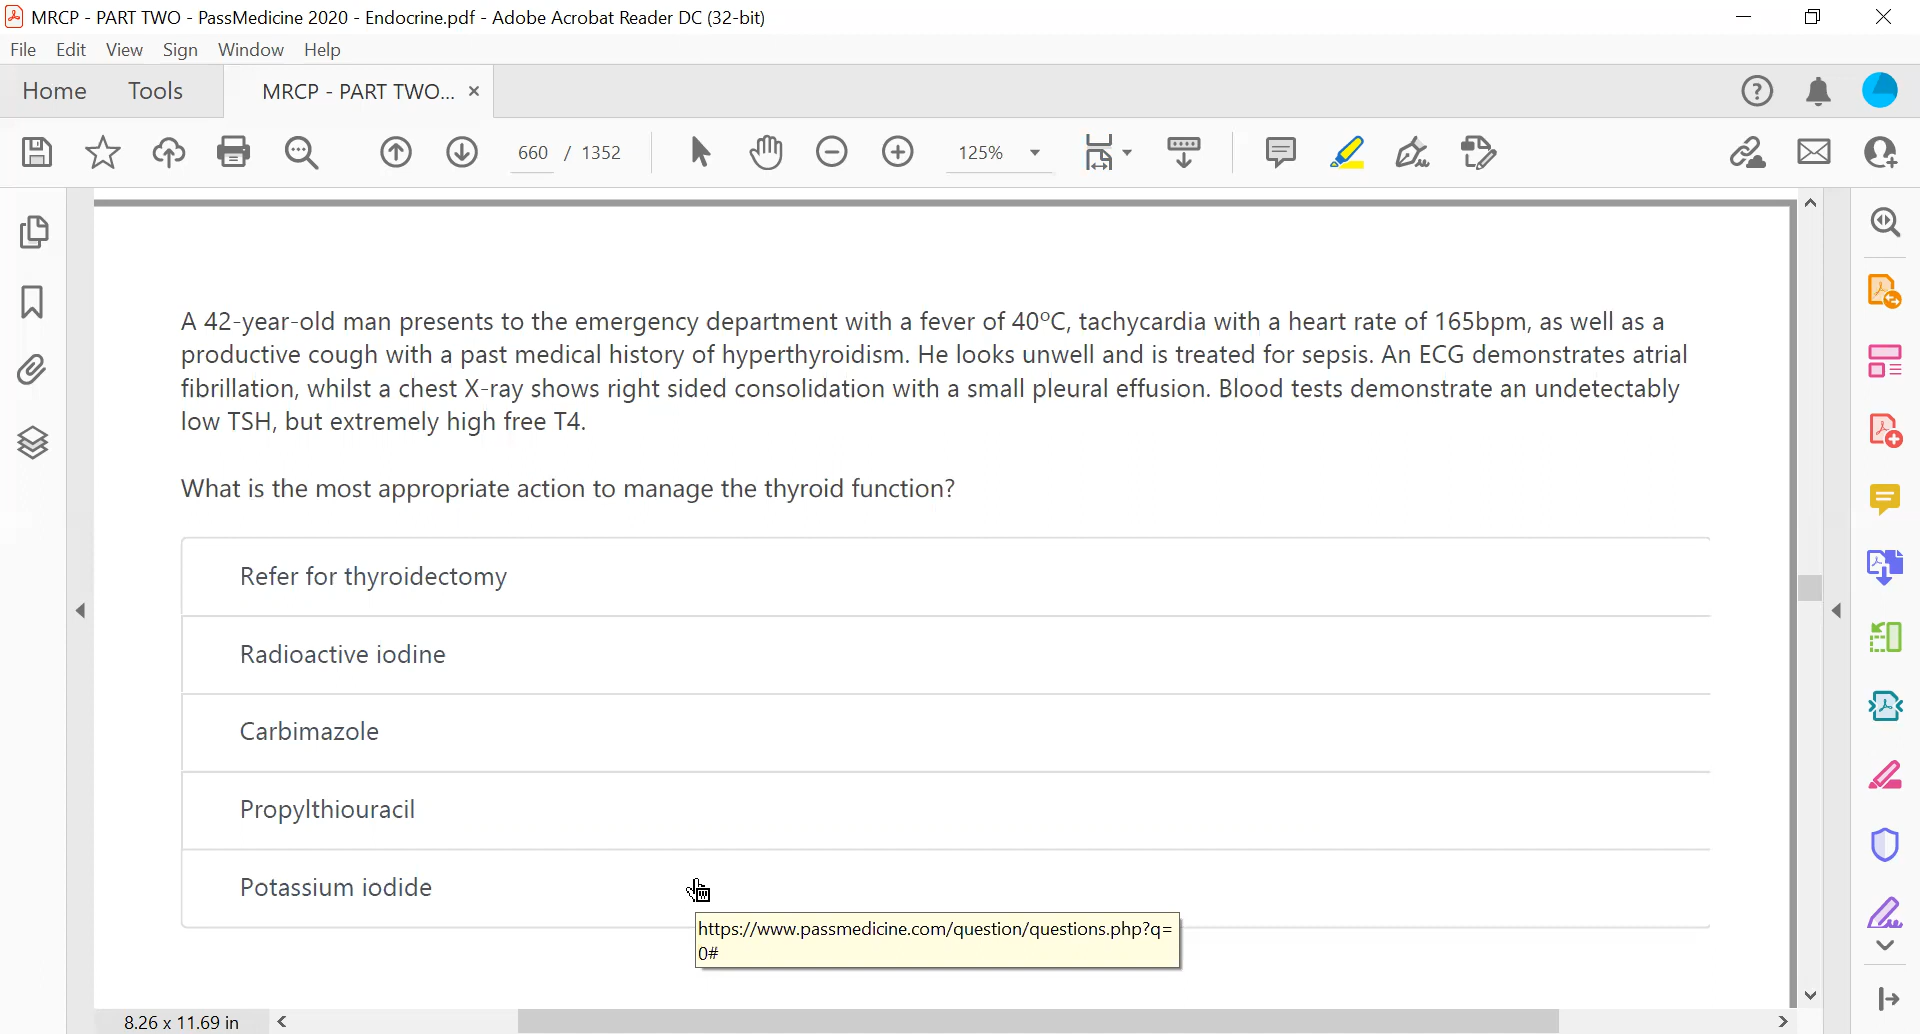 MRCP - PART TWO - PassMedicine 2020 - Endocrine.pdf - Adobe Acrobat Reader DC (32-bit)
File Edit View Sign Window Help
Home Tools MRCP - PART TWO... ×
660 / 1352 125%
A 42-year-old man presents to the emergency department with a fever of 40ºC, tachycardia with a heart rate of 165bpm, as well as a
productive cough with a past medical history of hyperthyroidism. He looks unwell and is treated for sepsis. An ECG demonstrates atrial
fibrillation, whilst a chest X-ray shows right sided consolidation with a small pleural effusion. Blood tests demonstrate an undetectably
low TSH, but extremely high free T4.
What is the most appropriate action to manage the thyroid function?
Refer for thyroidectomy
Radioactive iodine
Carbimazole
Propylthiouracil
Potassium iodide
https://www.passmedicine.com/question/questions.php?q=
0#
8.26 x 11.69 in